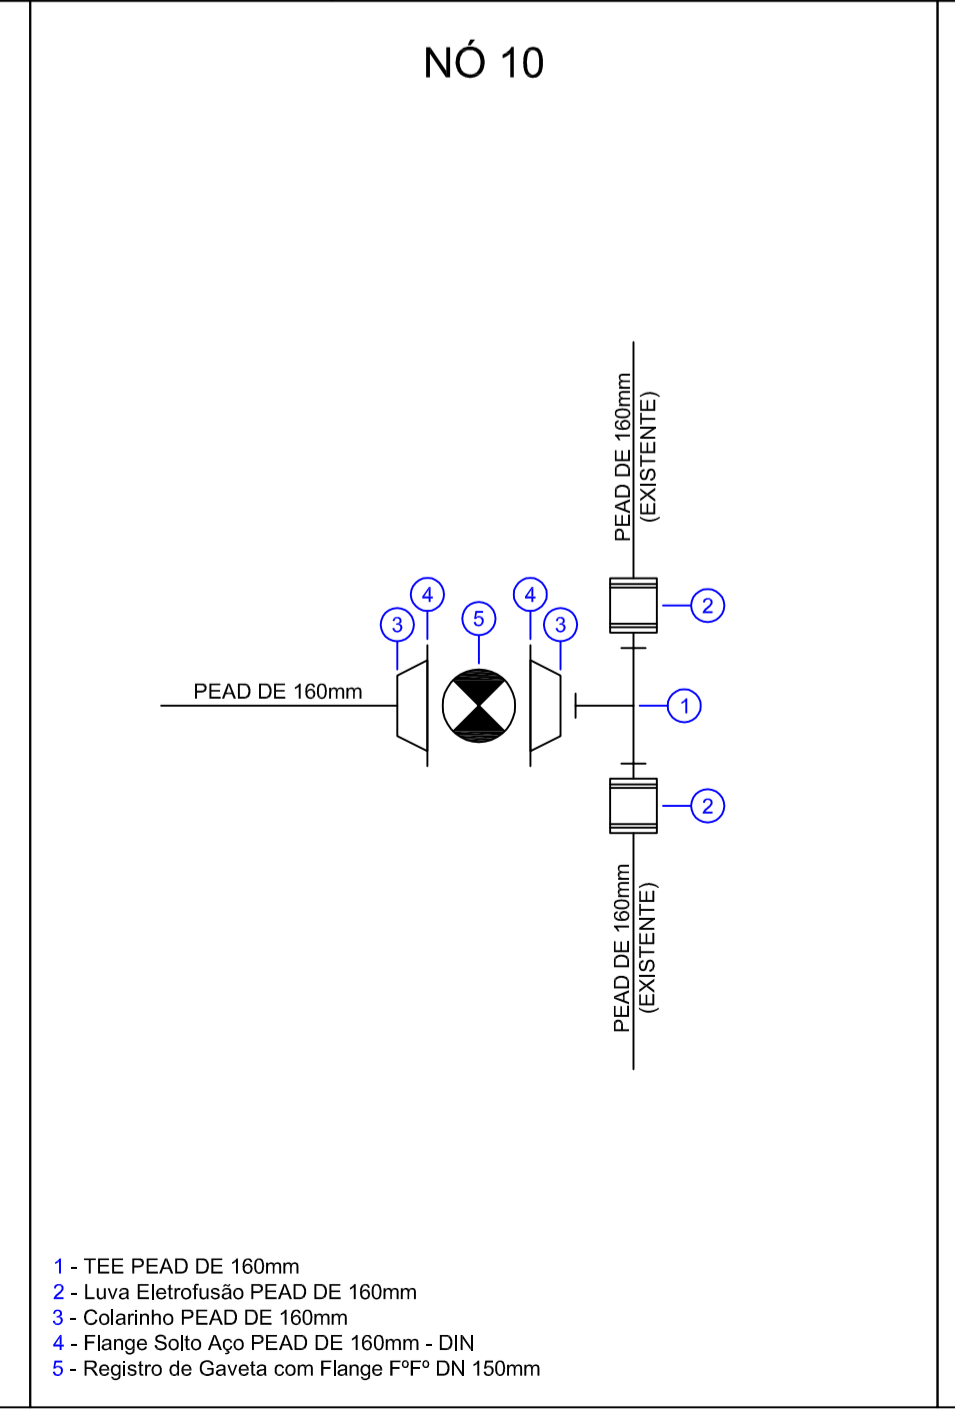 NÓ 10
PEAD DE 160mm
(EXISTENTE)
4
4
3
5
3
2
PEAD DE 160mm
1
2
PEAD DE 160mm
(EXISTENTE)
1 - TEE PEAD DE 160mm
2 - Luva Eletrofusão PEAD DE 160mm
3 - Colarinho PEAD DE 160mm
4 - Flange Solto Aço PEAD DE 160mm - DIN
5 - Registro de Gaveta com Flange FºFº DN 150mm